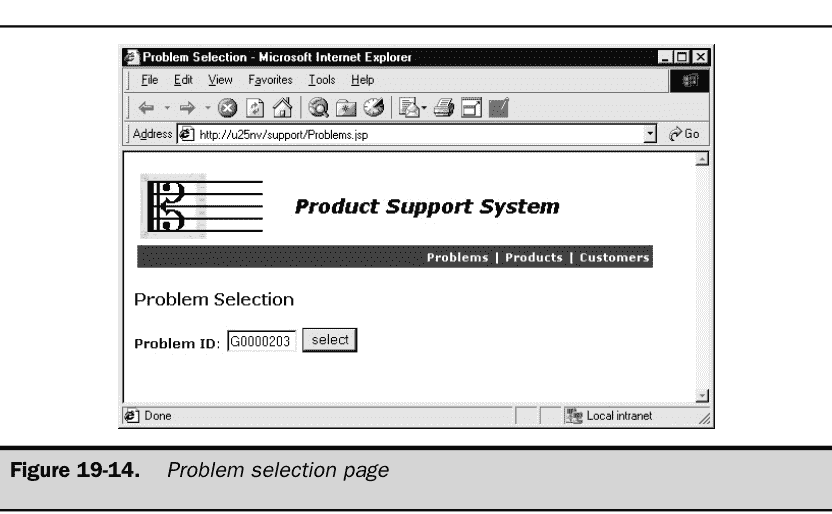 Problem Selection - Microsoft Internet Explorer
File Edit View Favorites Tools Help
Address http://u25nv/support/Problems.jsp Go
Product Support System
Problems | Products | Customers
Problem Selection
Problem ID: G0000203 select
Done Local intranet
Figure 19-14. Problem selection page